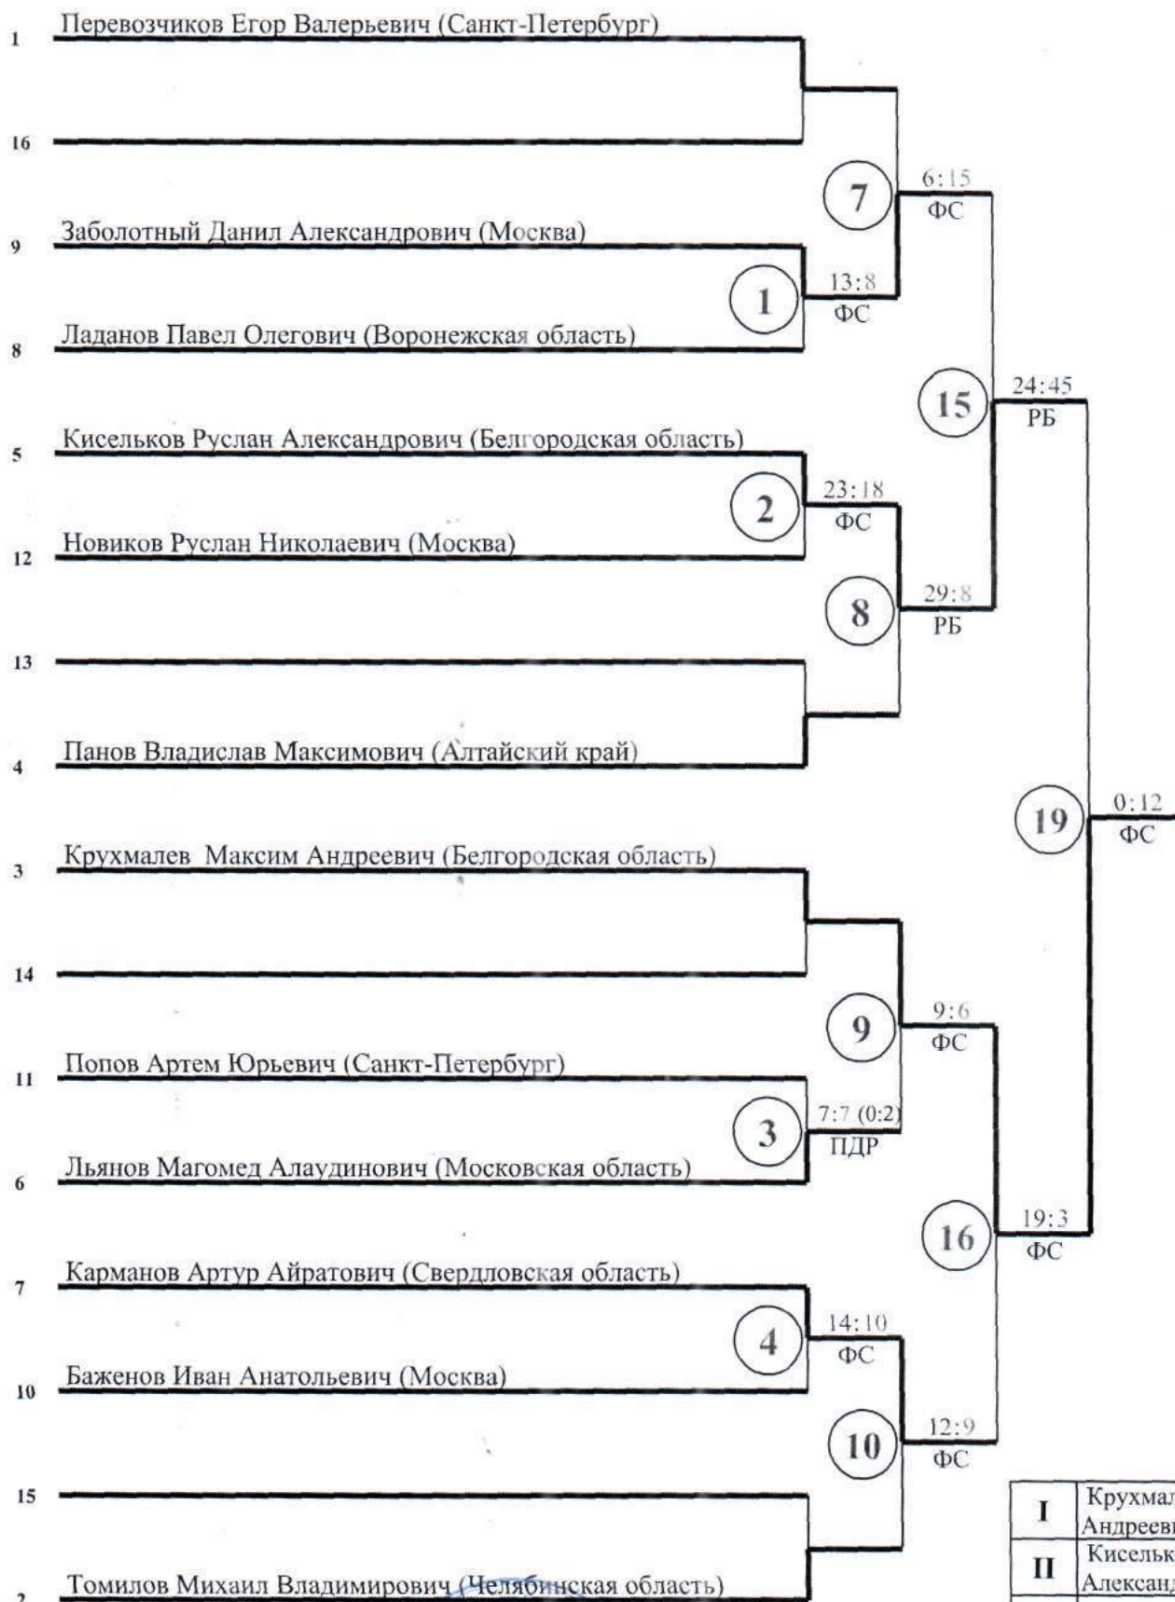 1 Перевозчиков Егор Валерьевич (Санкт-Петербург)
16
7 6:15
ФС
9 Заболотный Данил Александрович (Москва)
1 13:8
ФС
8 Ладанов Павел Олегович (Воронежская область)
15 24:45
РБ
5 Кисельков Руслан Александрович (Белгородская область)
2 23:18
ФС
12 Новиков Руслан Николаевич (Москва)
8 29:8
РБ
13
4 Панов Владислав Максимович (Алтайский край)
19 0:12
ФС
3 Крухмалев Максим Андреевич (Белгородская область)
14
9 9:6
ФС
11 Попов Артем Юрьевич (Санкт-Петербург)
3 7:7 (0:2)
ПДР
6 Льянов Магомед Алаудинович (Московская область)
16 19:3
ФС
7 Карманов Артур Айратович (Свердловская область)
4 14:10
ФС
10 Баженов Иван Анатольевич (Москва)
10 12:9
ФС
15
2 Томилов Михаил Владимирович (Челябинская область)
I
II